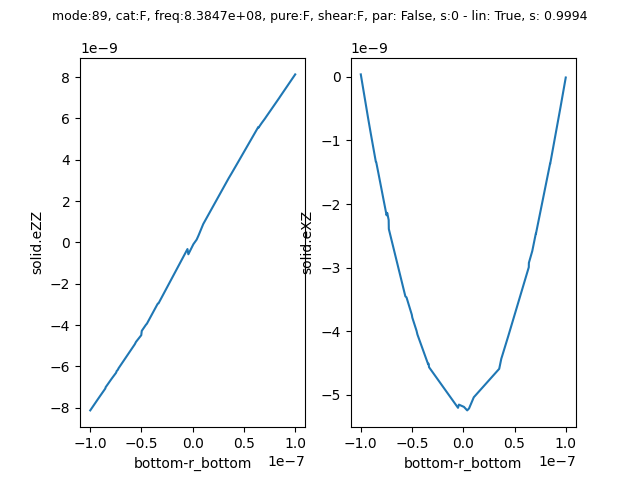 mode:89, cat:F, freq:8.3847e+08, pure:F, shear:F, par: False, s:0 - lin: True, s: 0.9994
1e−9
8
6
4
2
0
−2
−4
−6
−8
solid.eZZ
−1.0
−0.5
0.0
0.5
1.0
bottom-r_bottom
1e−7
1e−9
0
−1
−2
−3
−4
−5
solid.eXZ
−1.0
−0.5
0.0
0.5
1.0
bottom-r_bottom
1e−7